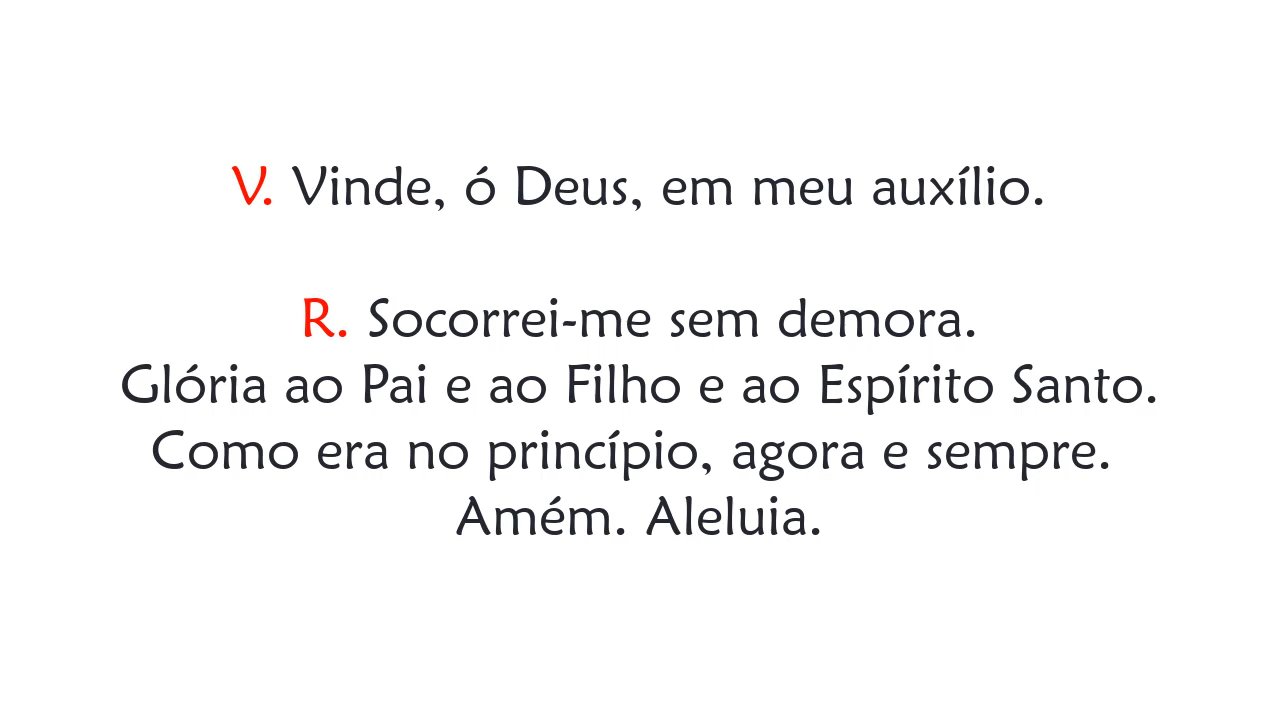 V. Vinde, ó Deus, em meu auxílio.
R. Socorrei-me sem demora.
Glória ao Pai e ao Filho e ao Espírito Santo.
Como era no princípio, agora e sempre.
Amém. Aleluia.